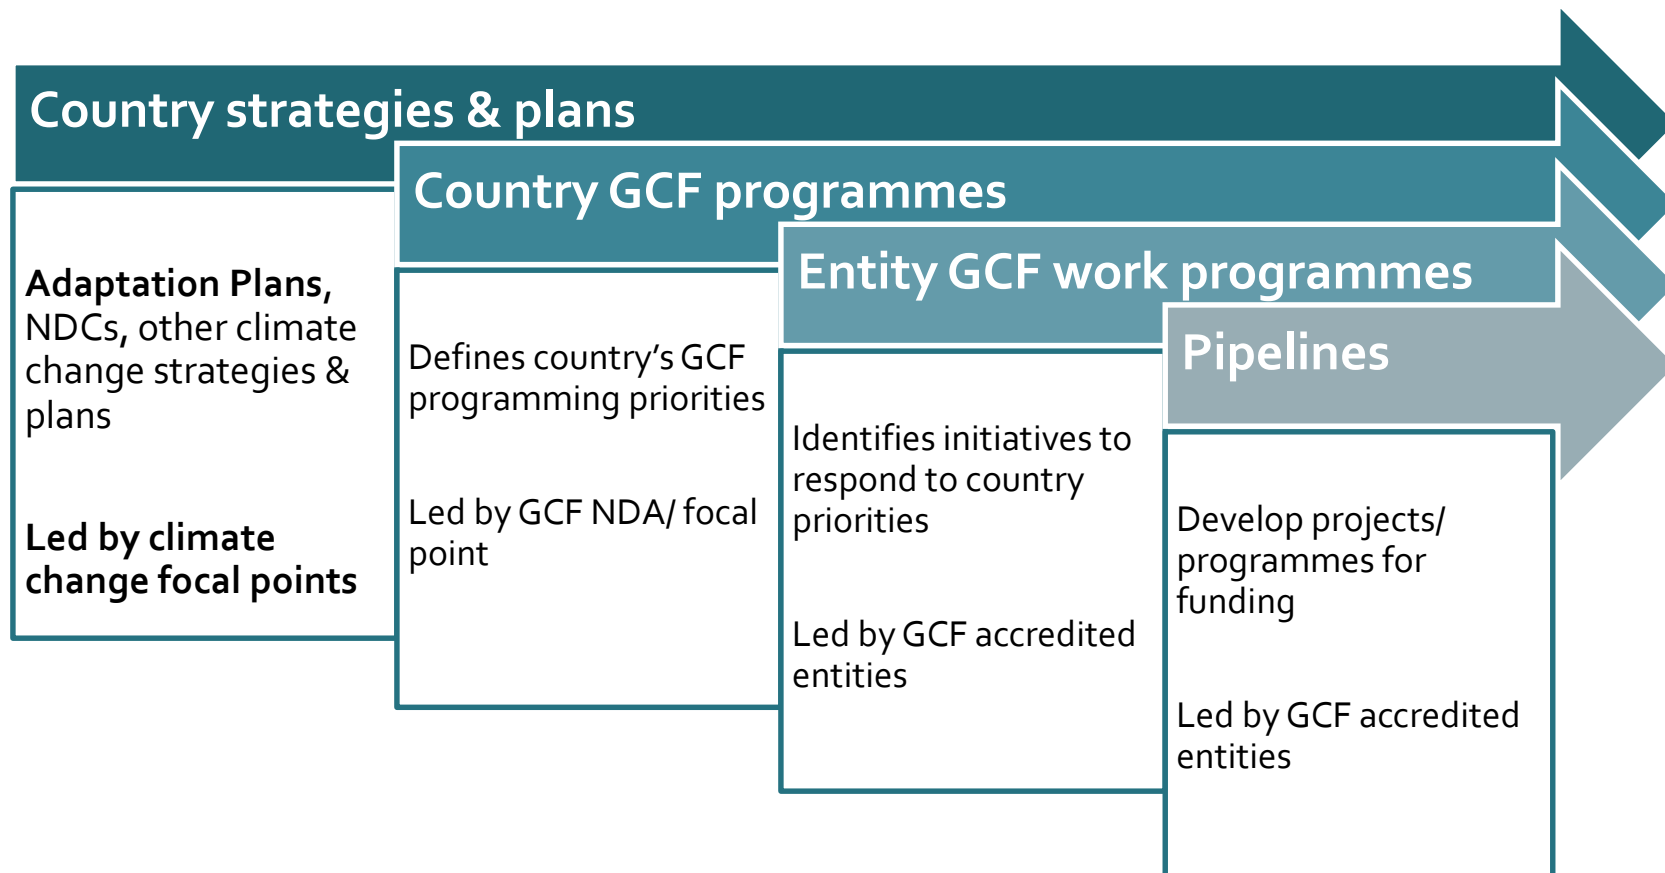 Country strategies & plans
Adaptation Plans,
NDCs, other climate
change strategies &
plans
Led by climate
change focal points
Country GCF programmes
Defines country’s GCF
programming priorities
Led by GCF NDA/ focal
point
Entity GCF work programmes
Identifies initiatives to
respond to country
priorities
Led by GCF accredited
entities
Pipelines
Develop projects/
programmes for
funding
Led by GCF accredited
entities